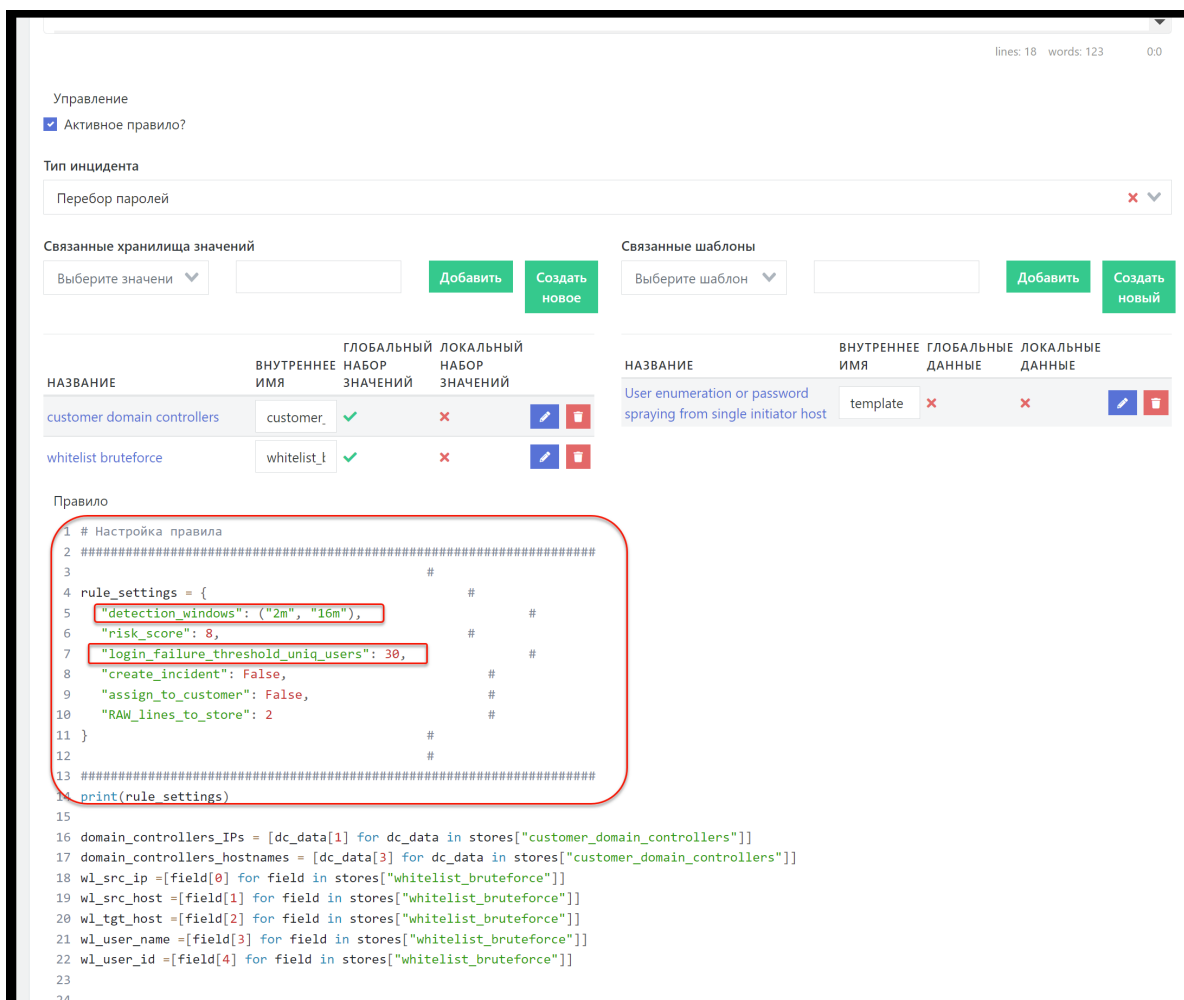 lines: 18 words: 123 0:0
Управление
Активное правило?
Тип инцидента
Перебор паролей
Связанные хранилища значений
Выберите значени
Добавить
Создать
новое
НАЗВАНИЕ
ВНУТРЕННЕЕ
ИМЯ
ГЛОБАЛЬНЫЙ
НАБОР
ЗНАЧЕНИЙ
ЛОКАЛЬНЫЙ
НАБОР
ЗНАЧЕНИЙ
customer domain controllers
customer_
whitelist bruteforce
whitelist_b
Связанные шаблоны
Выберите шаблон
Добавить
Создать
новый
НАЗВАНИЕ
ВНУТРЕННЕЕ
ИМЯ
ГЛОБАЛЬНЫЕ
ДАННЫЕ
ЛОКАЛЬНЫЕ
ДАННЫЕ
User enumeration or password
spraying from single initiator host
template
Правило
1 # Настройка правила
2 #####################################################################
3 #
4 rule_settings = { #
5 "detection_windows": ("2m", "16m"), #
6 "risk_score": 8, #
7 "login_failure_threshold_uniq_users": 30, #
8 "create_incident": False, #
9 "assign_to_customer": False, #
10 "RAW_lines_to_store": 2 #
11 } #
12 #
13 #####################################################################
14 print(rule_settings)
15
16 domain_controllers_IPs = [dc_data[1] for dc_data in stores["customer_domain_controllers"]]
17 domain_controllers_hostnames = [dc_data[3] for dc_data in stores["customer_domain_controllers"]]
18 wl_src_ip =[field[0] for field in stores["whitelist_bruteforce"]]
19 wl_src_host =[field[1] for field in stores["whitelist_bruteforce"]]
20 wl_tgt_host =[field[2] for field in stores["whitelist_bruteforce"]]
21 wl_user_name =[field[3] for field in stores["whitelist_bruteforce"]]
22 wl_user_id =[field[4] for field in stores["whitelist_bruteforce"]]
23
24